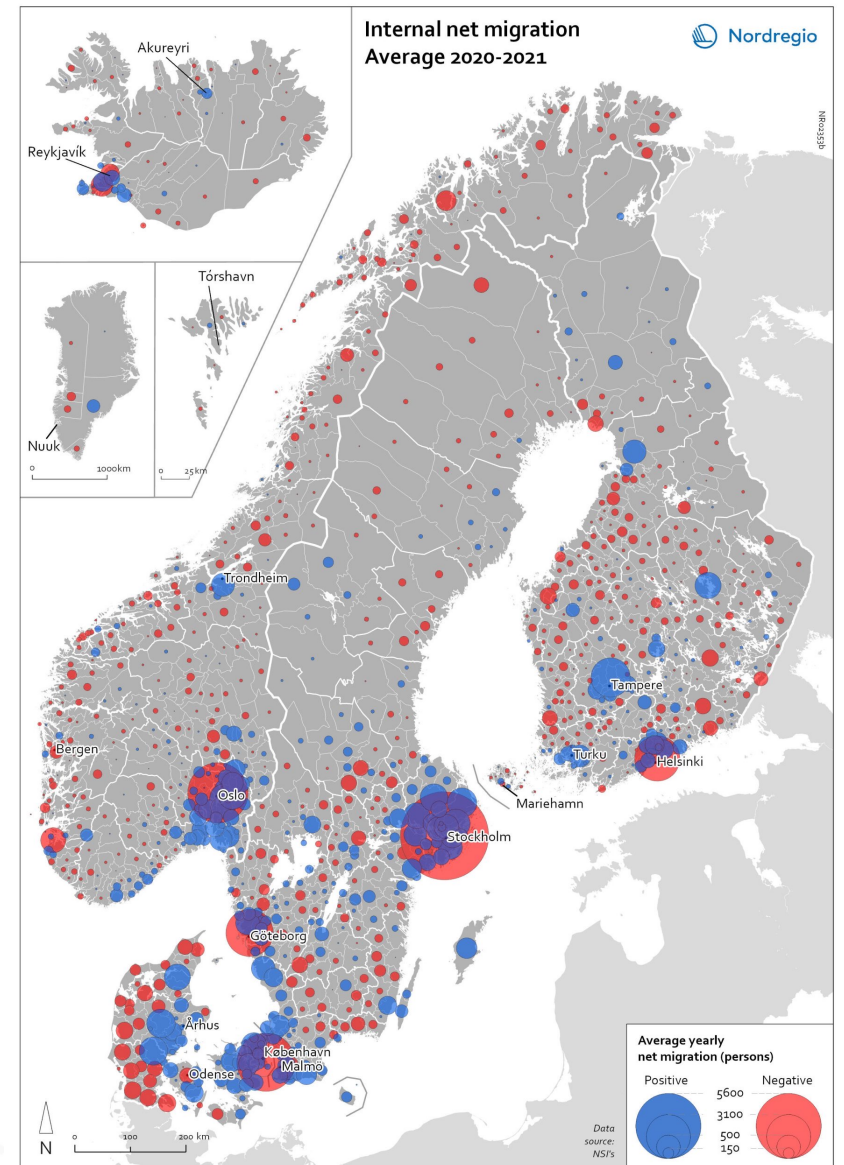 Internal net migration
Average 2020-2021
Nordregio
NR02353b
Akureyri
Reykjavík
Tórshavn
Nuuk
0 1000km
0 25km
Trondheim
Bergen
Oslo
Tampere
Turku
Helsinki
Mariehamn
Stockholm
Göteborg
Århus
København
Malmö
Odense
N
0 100 200 km
Data
source:
NSI's
Average yearly
net migration (persons)
Positive Negative
5600
3100
500
150